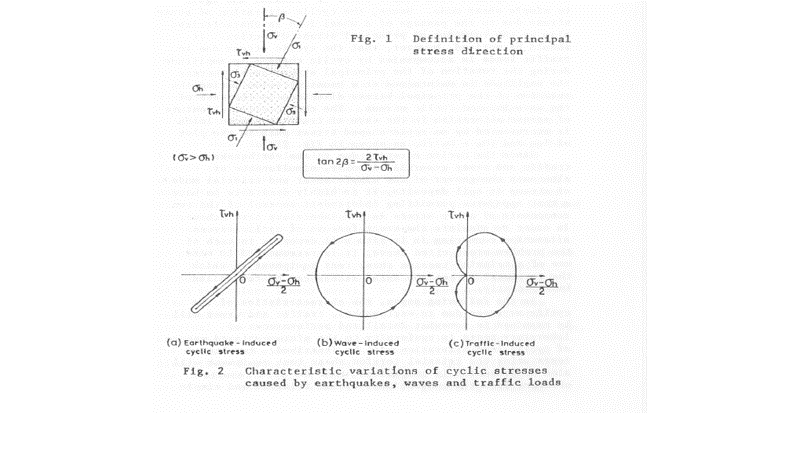 β
σv
σ1
τvh
σ3
σh
τvh
σ3
σ1
σv
(σv>σh)
Fig. 1 Definition of principal
stress direction
tan 2β = 2τvh / σv-σh
τvh
0
σv-σh
2
τvh
0
σv-σh
2
τvh
0
σv-σh
2
(a) Earthquake-induced
cyclic stress
(b) Wave-induced
cyclic stress
(c) Traffic-induced
cyclic stress
Fig. 2 Characteristic variations of cyclic stresses
caused by earthquakes, waves and traffic loads